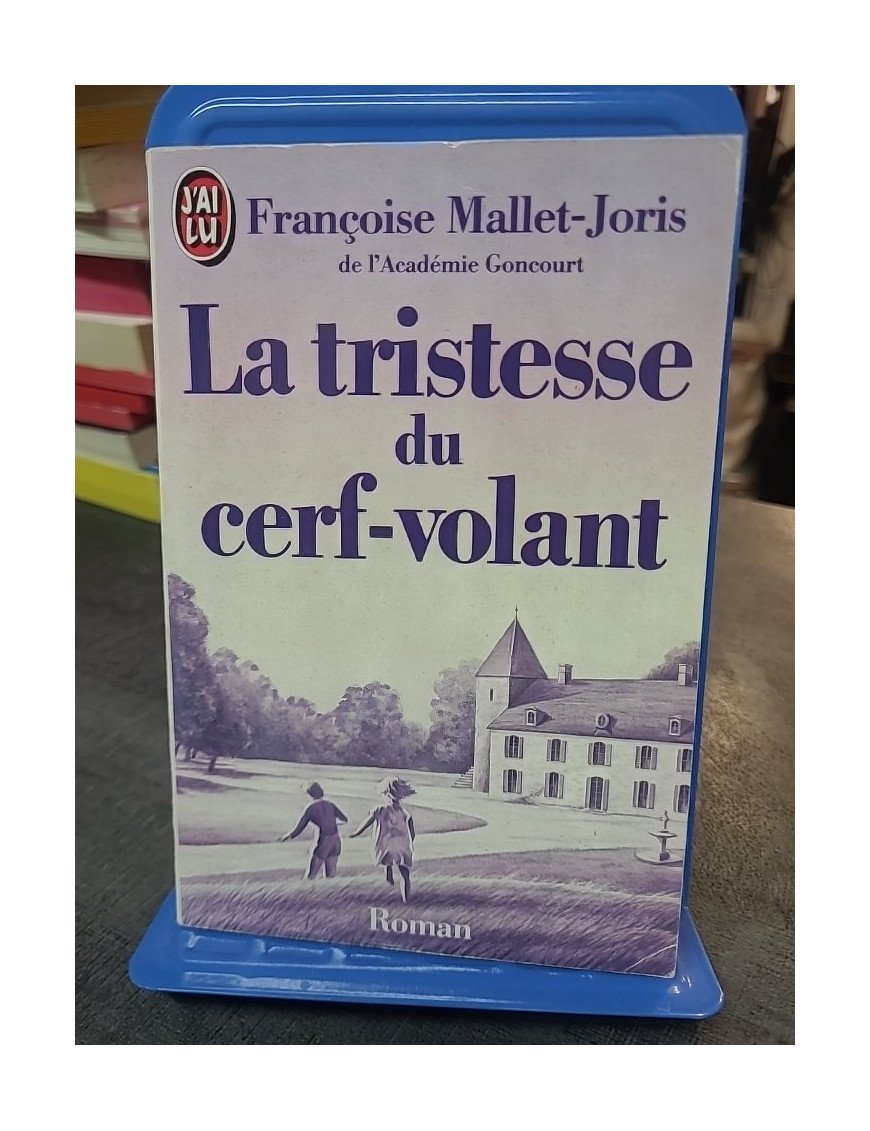 J'AI
LU
Françoise Mallet-Joris
de l'Académie Goncourt
La tristesse
du
cerf-volant
Roman